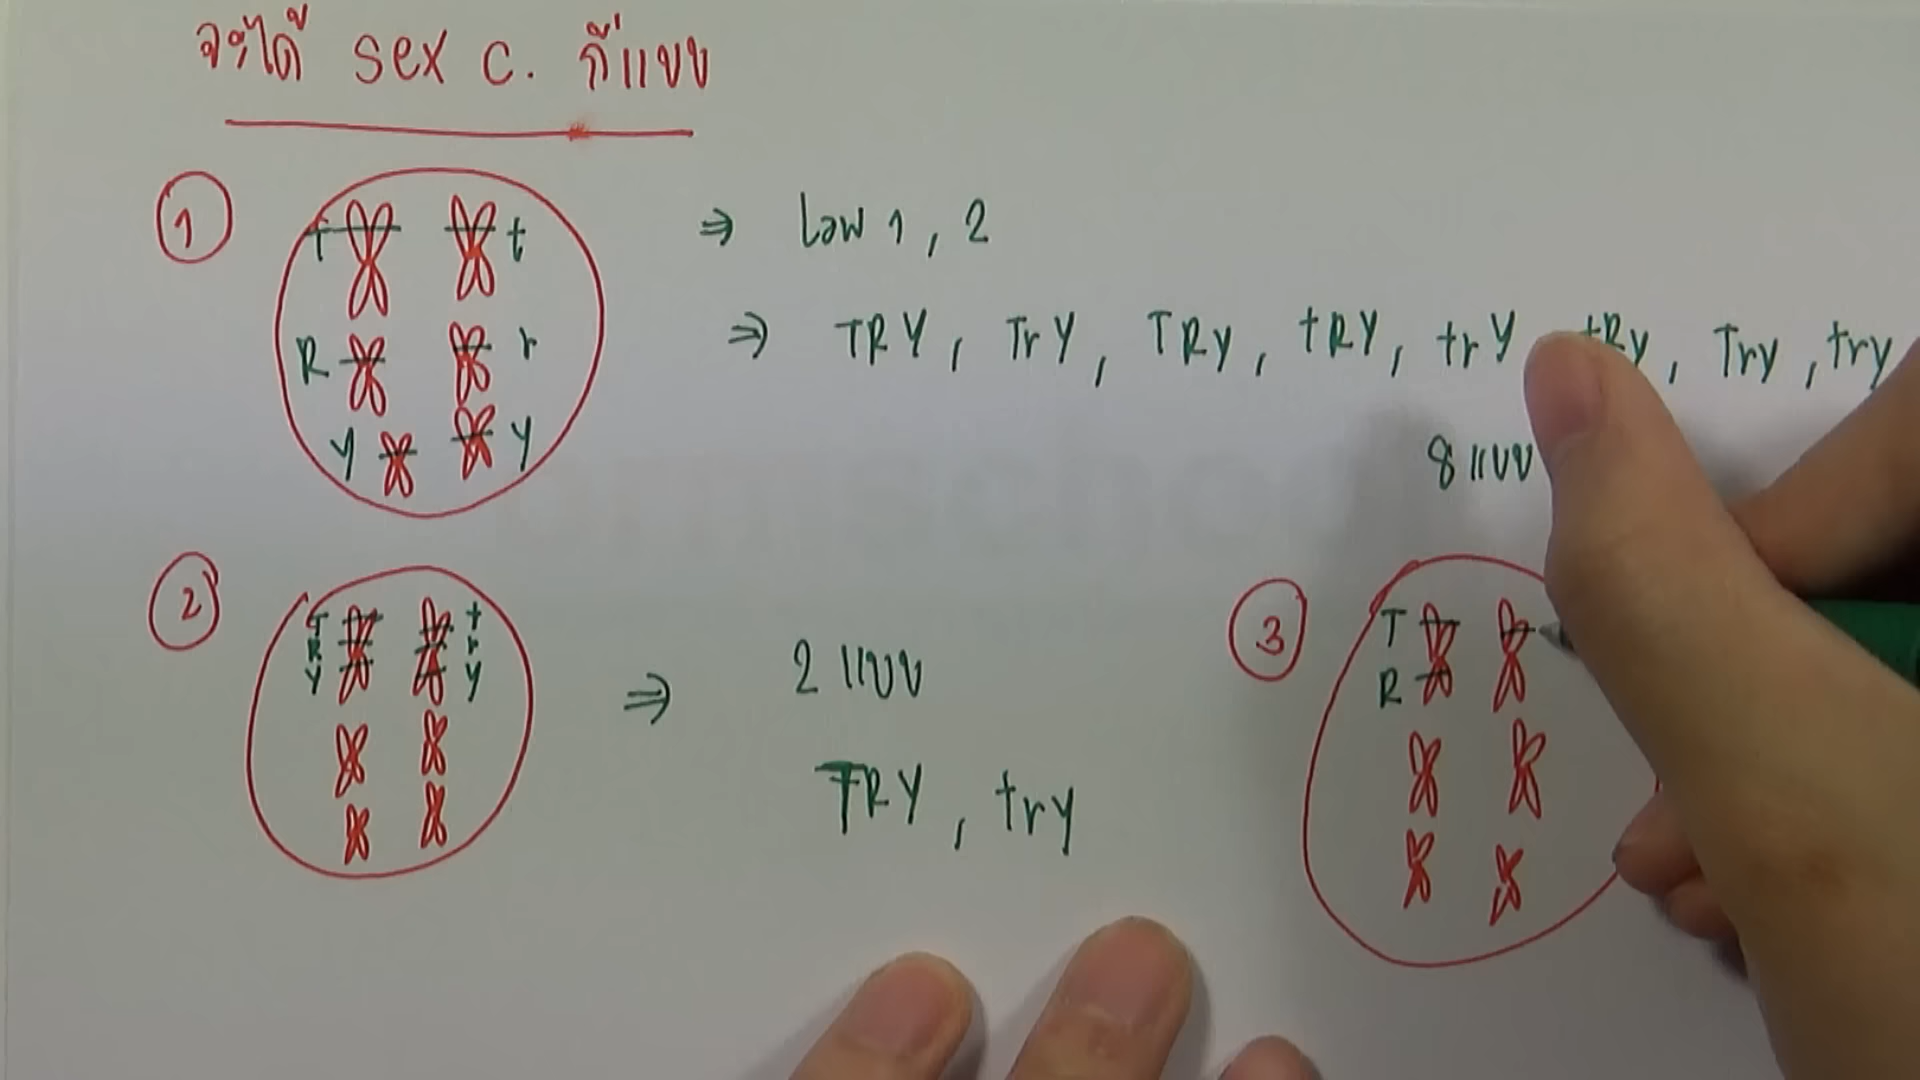 จะได้ sex c. กี่แบบ
1
T t
R r
Y y
⇒ Law 1, 2
⇒ TRY, TrY, TRy, tRY, trY, tRy, Try, try
8 แบบ
2
T t
R r
Y y
⇒ 2 แบบ
TRY, try
3
T
R